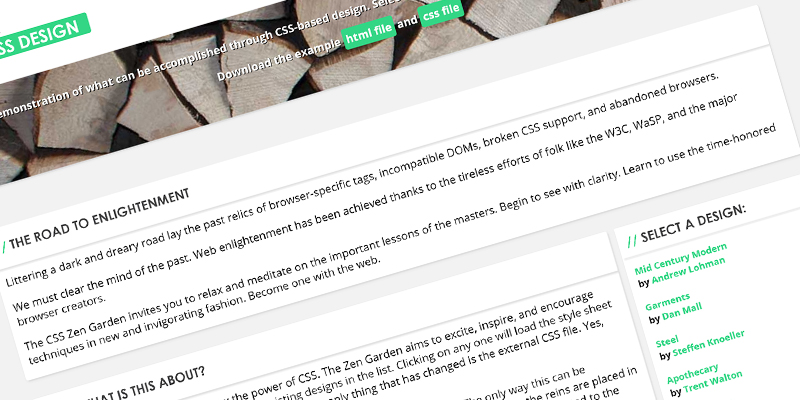 SS DESIGN
emonstration of what can be accomplished through CSS-based design. Selec
Download the example html file and css file
// THE ROAD TO ENLIGHTENMENT
Littering a dark and dreary road lay the past relics of browser-specific tags, incompatible DOMs, broken CSS support, and abandoned browsers.
We must clear the mind of the past. Web enlightenment has been achieved thanks to the tireless efforts of folk like the W3C, WaSP, and the major
browser creators.
The CSS Zen Garden invites you to relax and meditate on the important lessons of the masters. Begin to see with clarity. Learn to use the time-honored
techniques in new and invigorating fashion. Become one with the web.
HAT IS THIS ABOUT?
the power of CSS. The Zen Garden aims to excite, inspire, and encourage
isting designs in the list. Clicking on any one will load the style sheet
nly thing that has changed is the external CSS file. Yes,
he only way this can be
the reins are placed in
ed to the
// SELECT A DESIGN:
Mid Century Modern
by Andrew Lohman
Garments
by Dan Mall
Steel
by Steffen Knoeller
Apothecary
by Trent Walton